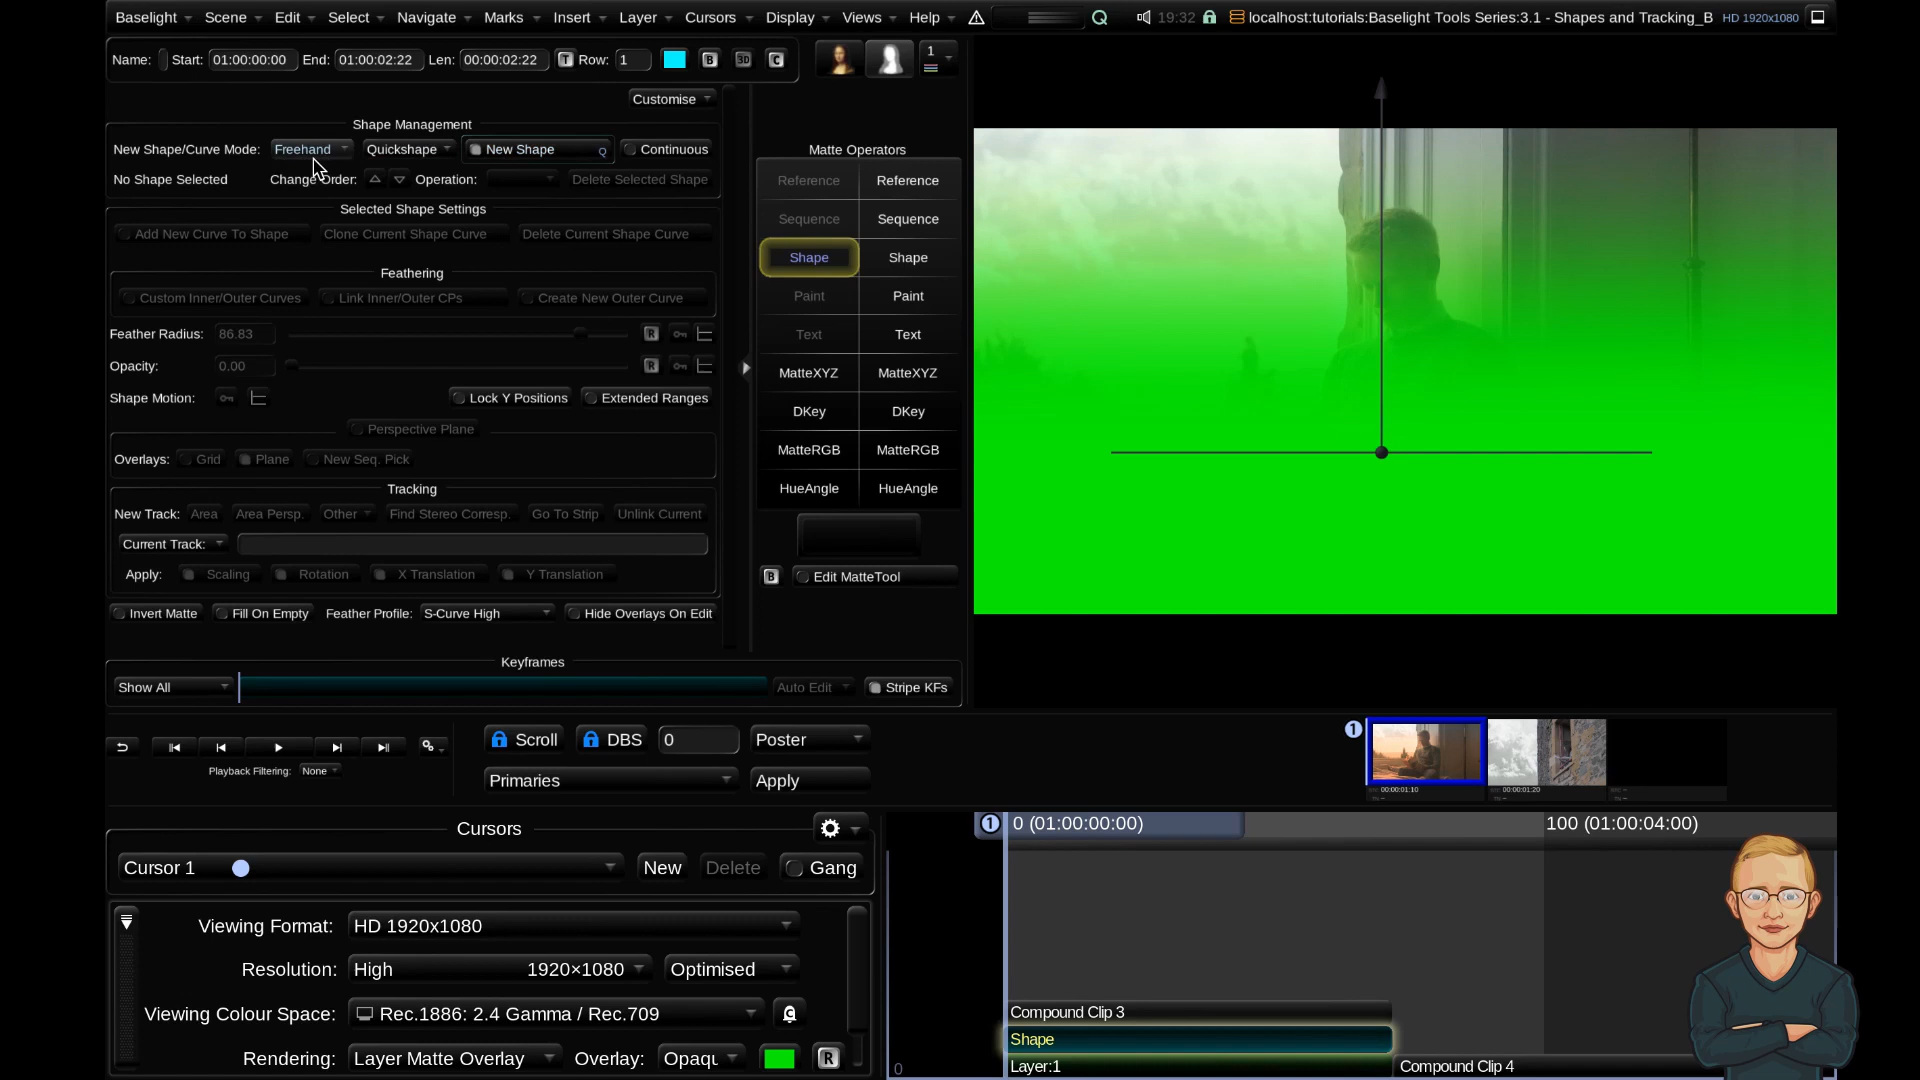 Baselight Scene Edit Select Navigate Marks Insert Layer Cursors Display Views Help 19:32 localhost:tutorials:Baselight Tools Series:3.1 - Shapes and Tracking_B HD 1920x1080
Name: Start: 01:00:00:00 End: 01:00:02:22 Len: 00:00:02:22 T Row: 1 B 3D C 1
Customise
Shape Management
New Shape/Curve Mode: Freehand Quickshape New Shape Q Continuous
No Shape Selected Change Order: Operation: Delete Selected Shape
Selected Shape Settings
Add New Curve To Shape Clone Current Shape Curve Delete Current Shape Curve
Feathering
Custom Inner/Outer Curves Link Inner/Outer CPs Create New Outer Curve
Feather Radius: 86.83 R
Opacity: 0.00 R
Shape Motion: Lock Y Positions Extended Ranges
Perspective Plane
Overlays: Grid Plane New Seq. Pick
Tracking
New Track: Area Area Persp. Other Find Stereo Corresp. Go To Strip Unlink Current
Current Track:
Apply: Scaling Rotation X Translation Y Translation
Invert Matte Fill On Empty Feather Profile: S-Curve High Hide Overlays On Edit
Matte Operators
Reference Reference
Sequence Sequence
Shape Shape
Paint Paint
Text Text
MatteXYZ MatteXYZ
DKey DKey
MatteRGB MatteRGB
HueAngle HueAngle
B Edit MatteTool
Keyframes
Show All Auto Edit Stripe KFs
Scroll DBS 0 Poster
Playback Filtering: None
Primaries Apply
1
00:00:01:10 00:00:01:20
Cursors
Cursor 1 New Delete Gang
Viewing Format: HD 1920x1080
Resolution: High 1920×1080 Optimised
Viewing Colour Space: Rec.1886: 2.4 Gamma / Rec.709
Rendering: Layer Matte Overlay Overlay: Opaqu R
1 0 (01:00:00:00) 100 (01:00:04:00)
Compound Clip 3
Shape
0 Layer:1 Compound Clip 4